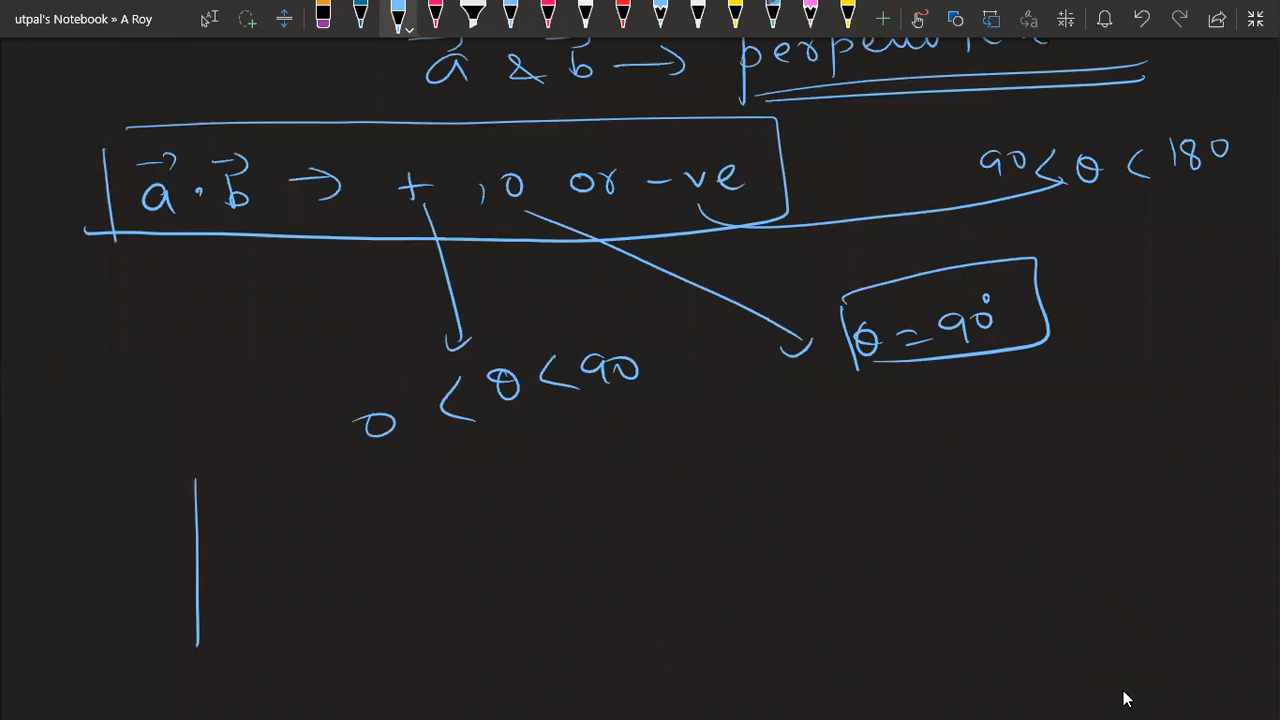 utpal's Notebook » A Roy
a⃗ & b⃗ → perpendicular
a⃗ · b⃗ → + , 0 or -ve
90 < θ < 180
θ = 90°
0 < θ < 90